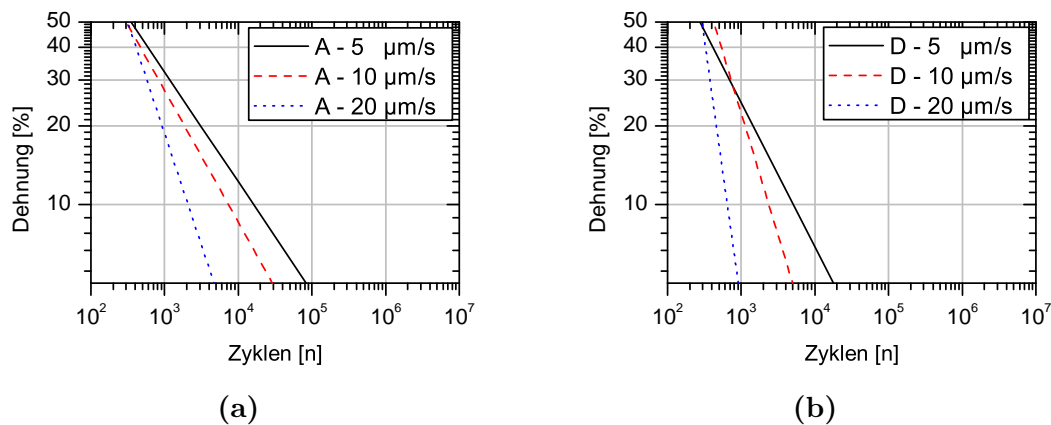 50
40
30
20
10
Dehnung [%]
A - 5 µm/s
A - 10 µm/s
A - 20 µm/s
10² 10³ 10⁴ 10⁵ 10⁶ 10⁷
Zyklen [n]
(a)
50
40
30
20
10
Dehnung [%]
D - 5 µm/s
D - 10 µm/s
D - 20 µm/s
10² 10³ 10⁴ 10⁵ 10⁶ 10⁷
Zyklen [n]
(b)